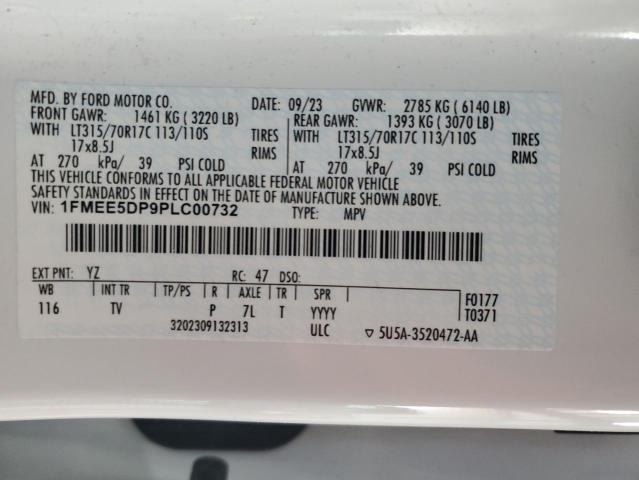 MFD. BY FORD MOTOR CO. DATE: 09/23 GVWR: 2785 KG ( 6140 LB)
FRONT GAWR: 1461 KG ( 3220 LB) REAR GAWR: 1393 KG ( 3070 LB)
WITH LT315/70R17C 113/110S TIRES WITH LT315/70R17C 113/110S TIRES
17x8.5J RIMS 17x8.5J RIMS
AT 270 kPa/ 39 PSI COLD AT 270 kPa/ 39 PSI COLD
THIS VEHICLE CONFORMS TO ALL APPLICABLE FEDERAL MOTOR VEHICLE
SAFETY STANDARDS IN EFFECT ON THE DATE OF MANUFACTURE SHOWN ABOVE.
VIN: 1FMEE5DP9PLC00732 TYPE: MPV
EXT PNT: YZ RC: 47 DSO:
WB INT TR TP/PS R AXLE TR SPR F0177
116 TV P 7L T YYYY T0371
3202309132313 ULC ▽ 5U5A-3520472-AA